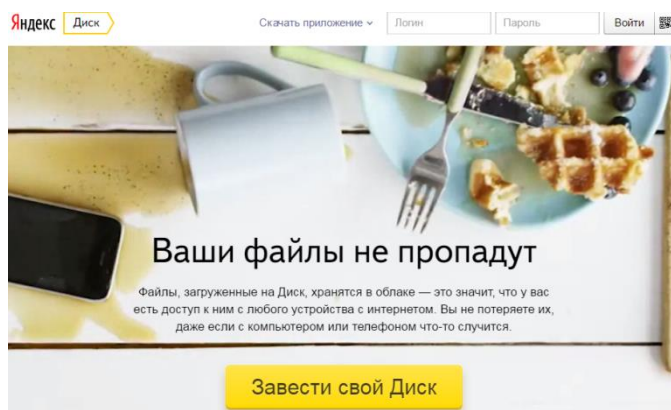 Яндекс Диск Скачать приложение Логин Пароль Войти
Ваши файлы не пропадут
Файлы, загруженные на Диск, хранятся в облаке — это значит, что у вас
есть доступ к ним с любого устройства с интернетом. Вы не потеряете их,
даже если с компьютером или телефоном что-то случится.
Завести свой Диск